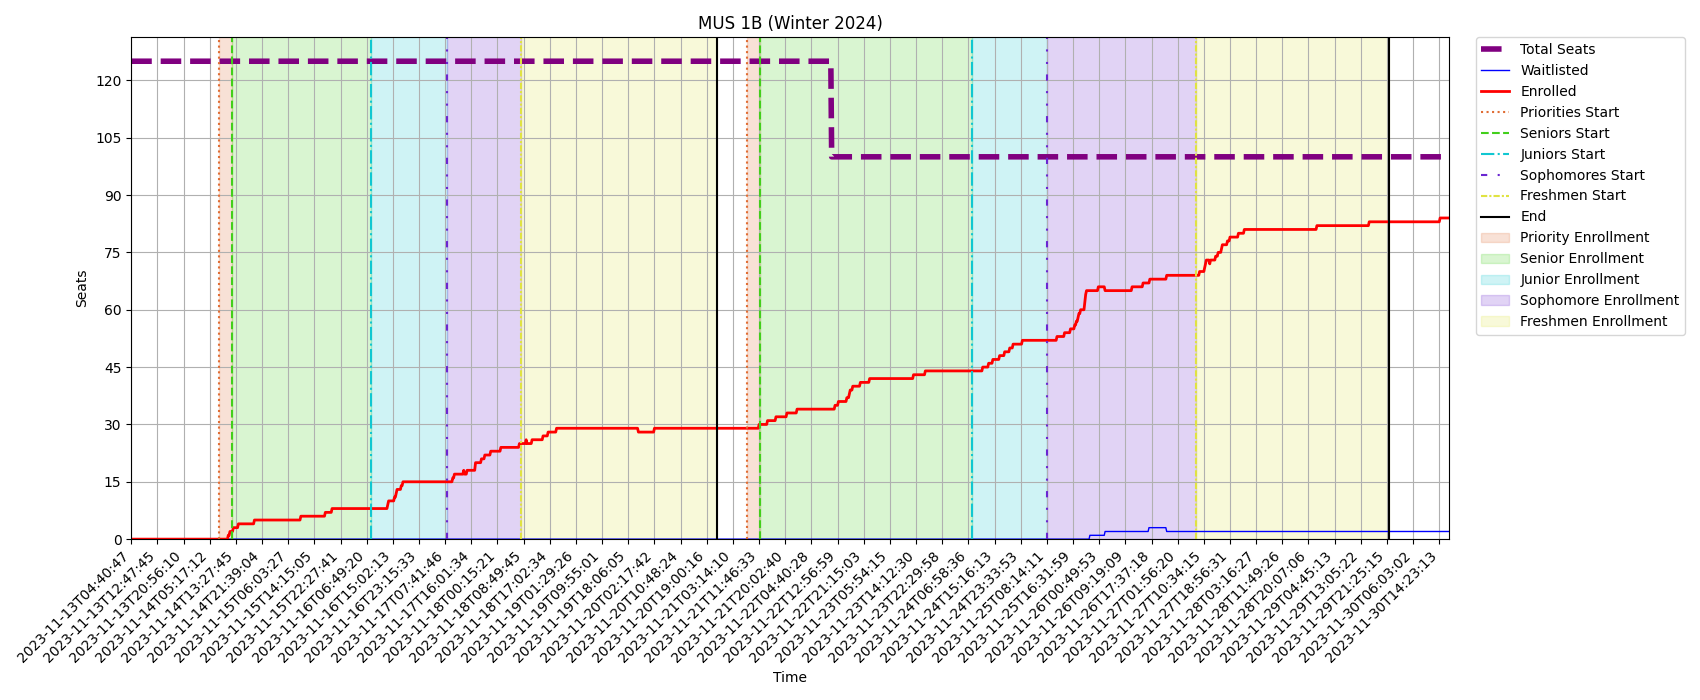 MUS 1B (Winter 2024)
Total Seats
Waitlisted
Enrolled
Priorities Start
Seniors Start
Juniors Start
Sophomores Start
Freshmen Start
End
Priority Enrollment
Senior Enrollment
Junior Enrollment
Sophomore Enrollment
Freshmen Enrollment
Seats
120
105
90
75
60
45
30
15
0
2023-11-13T04:40:47
2023-11-13T12:47:45
2023-11-13T20:56:10
2023-11-14T05:17:12
2023-11-14T13:27:45
2023-11-14T21:39:04
2023-11-15T06:03:27
2023-11-15T14:15:05
2023-11-15T22:27:41
2023-11-16T06:49:20
2023-11-16T15:02:13
2023-11-16T23:15:33
2023-11-17T07:41:46
2023-11-17T16:01:34
2023-11-18T00:15:21
2023-11-18T08:49:45
2023-11-18T17:02:34
2023-11-19T01:29:26
2023-11-19T09:55:01
2023-11-19T18:06:05
2023-11-20T02:17:42
2023-11-20T10:48:24
2023-11-20T19:00:16
2023-11-21T03:14:10
2023-11-21T11:46:33
2023-11-21T20:02:40
2023-11-22T04:40:28
2023-11-22T12:56:59
2023-11-22T21:15:03
2023-11-23T05:54:15
2023-11-23T14:12:30
2023-11-23T22:29:58
2023-11-24T06:58:36
2023-11-24T15:16:13
2023-11-24T23:33:53
2023-11-25T08:14:11
2023-11-25T16:31:59
2023-11-26T00:49:53
2023-11-26T09:19:09
2023-11-26T17:37:18
2023-11-27T01:56:20
2023-11-27T10:34:15
2023-11-27T18:56:31
2023-11-28T03:16:27
2023-11-28T11:49:26
2023-11-28T20:07:06
2023-11-29T04:45:13
2023-11-29T13:05:22
2023-11-29T21:25:15
2023-11-30T06:03:02
2023-11-30T14:23:13
Time